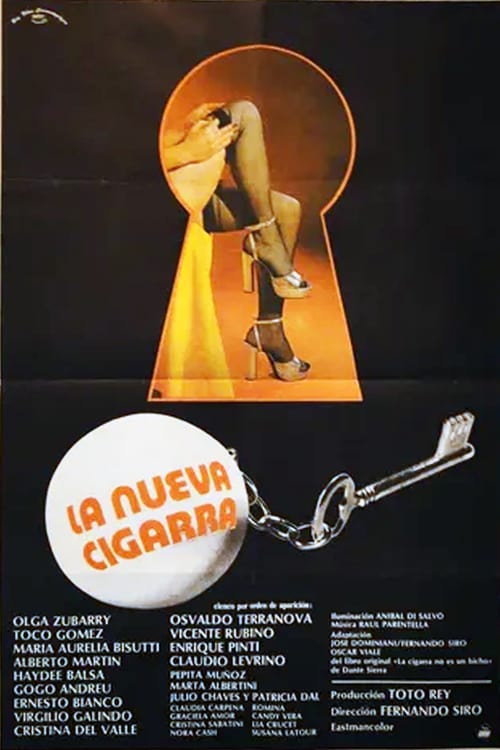 LA NUEVA
CIGARRA
elenco por orden de aparición:
OLGA ZUBARRY
TOCO GOMEZ
MARIA AURELIA BISUTTI
ALBERTO MARTIN
HAYDEE BALSA
GOGO ANDREU
ERNESTO BIANCO
VIRGILIO GALINDO
CRISTINA DEL VALLE
OSVALDO TERRANOVA
VICENTE RUBINO
ENRIQUE PINTI
CLAUDIO LEVRINO
PEPITA MUÑOZ
MARTA ALBERTINI
JULIO CHAVES Y PATRICIA DAL
CLAUDIA CARPENA
GRACIELA AMOR
CRISTINA SABATINI
NORA CASH
ROMINA
CANDY VERA
LIA CRUCET
SUSANA LATOUR
Iluminación ANIBAL DI SALVO
Música RAUL PARENTELLA
Adaptación
JOSE DOMINIANI/FERNANDO SIRO
OSCAR VIALE
del libro original «La cigarra no es un bicho»
de Dante Sierra
Producción TOTO REY
Dirección FERNANDO SIRO
Eastmancolor